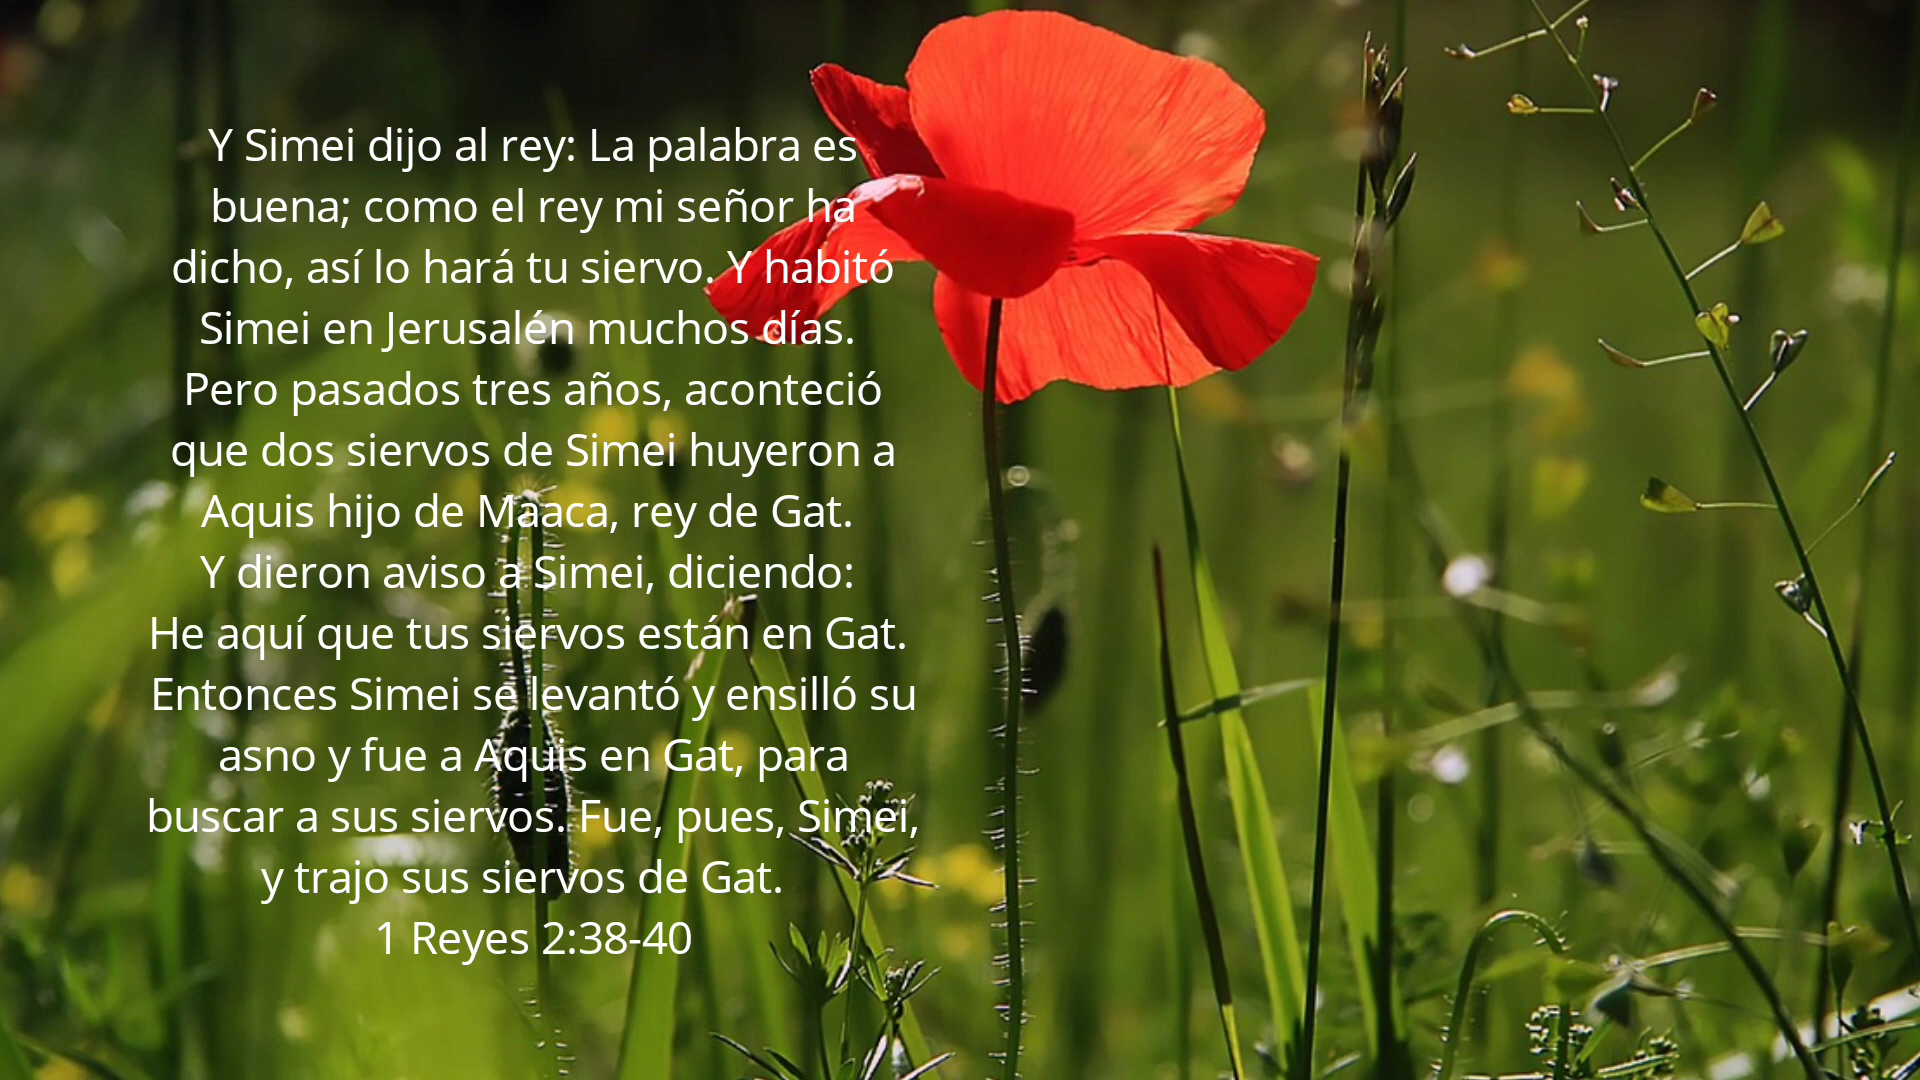 Y Simei dijo al rey: La palabra es
buena; como el rey mi señor ha
dicho, así lo hará tu siervo. Y habitó
Simei en Jerusalén muchos días.
Pero pasados tres años, aconteció
que dos siervos de Simei huyeron a
Aquis hijo de Maaca, rey de Gat.
Y dieron aviso a Simei, diciendo:
He aquí que tus siervos están en Gat.
Entonces Simei se levantó y ensilló su
asno y fue a Aquis en Gat, para
buscar a sus siervos. Fue, pues, Simei,
y trajo sus siervos de Gat.
1 Reyes 2:38-40